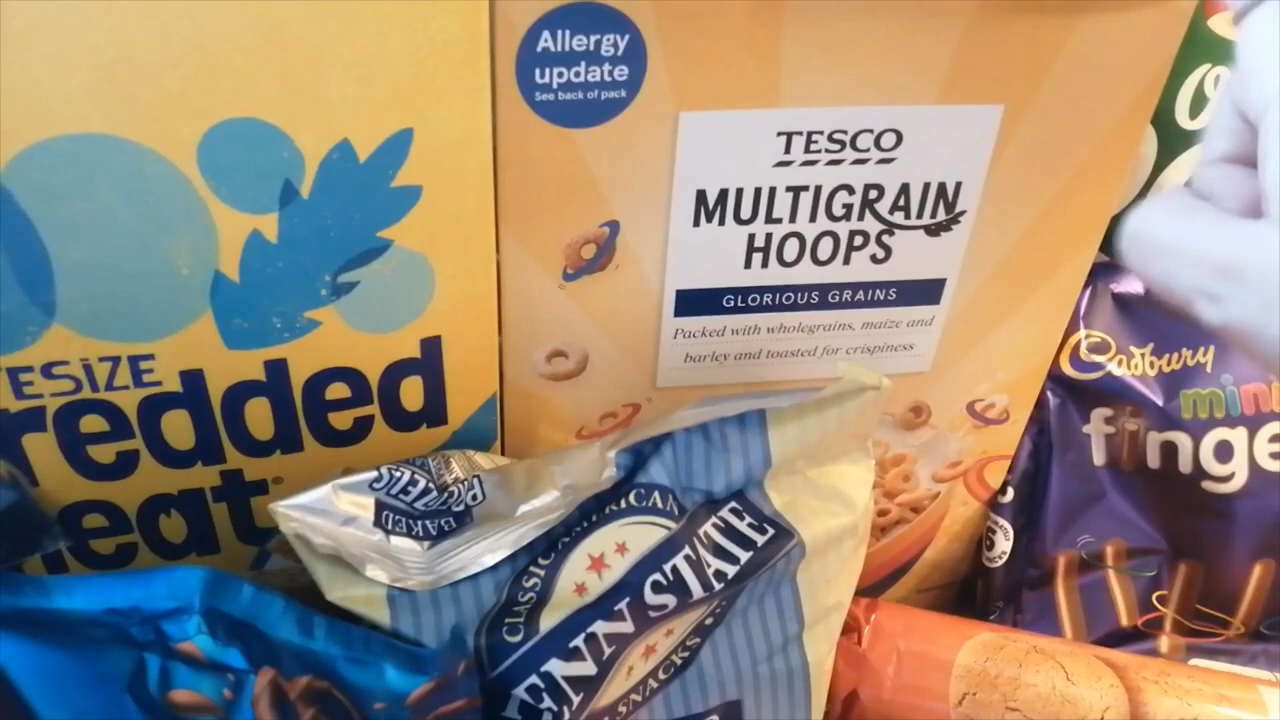 Allergy
update
See back of pack
TESCO
MULTIGRAIN
HOOPS
GLORIOUS GRAINS
Packed with wholegrains, maize and
barley and toasted for crispiness
ESIZE
redded
eat
BAKED
PRETZELS
CLASSIC AMERICAN
ENN STATE
SNACKS
Cadbury
mini
finge